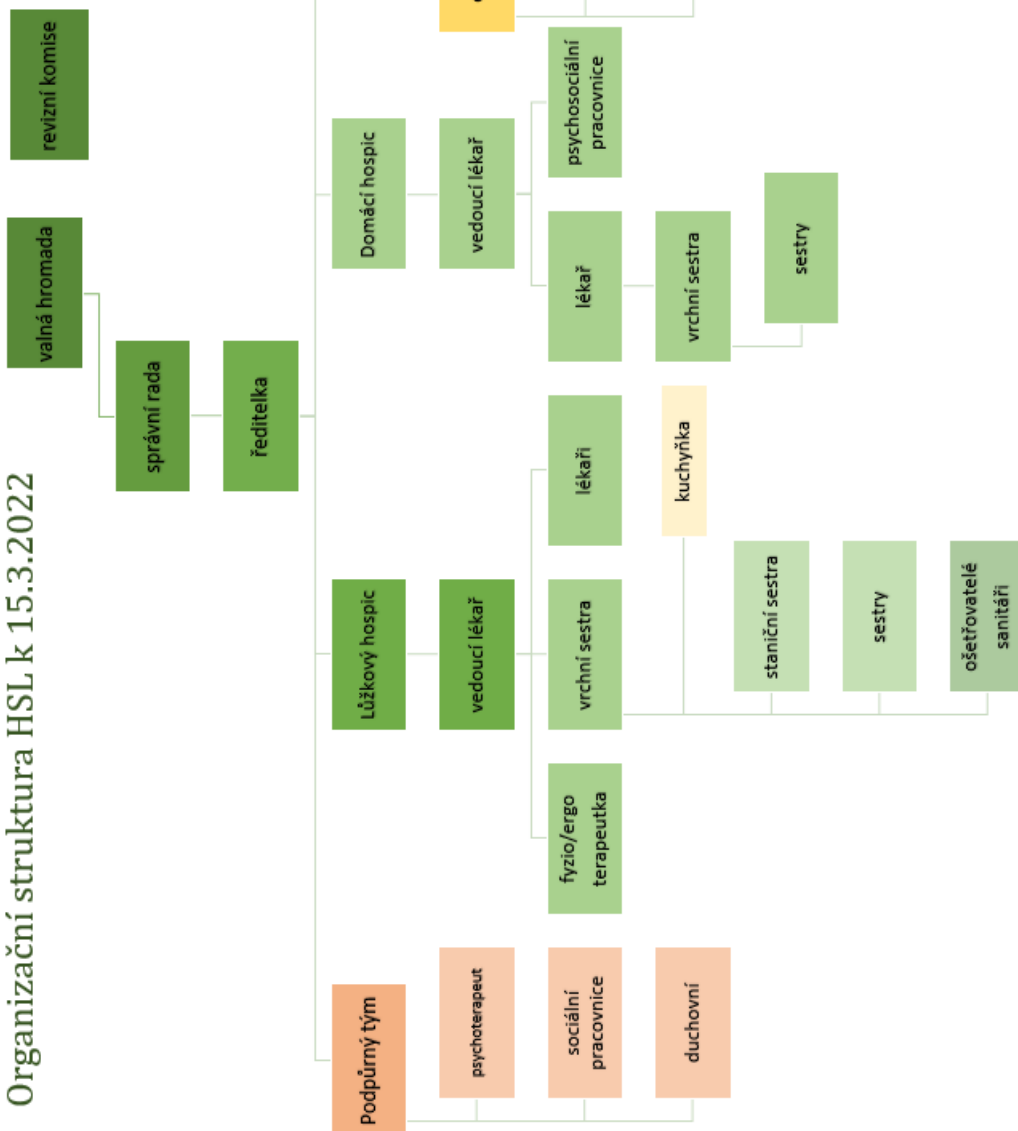 Organizační struktura HSL k 15.3.2022
valná hromada
revizní komise
správní rada
ředitelka
Podpůrný tým
psychoterapeut
sociální
pracovnice
duchovní
Lůžkový hospic
vedoucí lékař
fyzio/ergo
terapeutka
vrchní sestra
lékaři
kuchyňka
staniční sestra
sestry
ošetřovatelé
sanitáři
Domácí hospic
vedoucí lékař
lékař
psychosociální
pracovnice
vrchní sestra
sestry